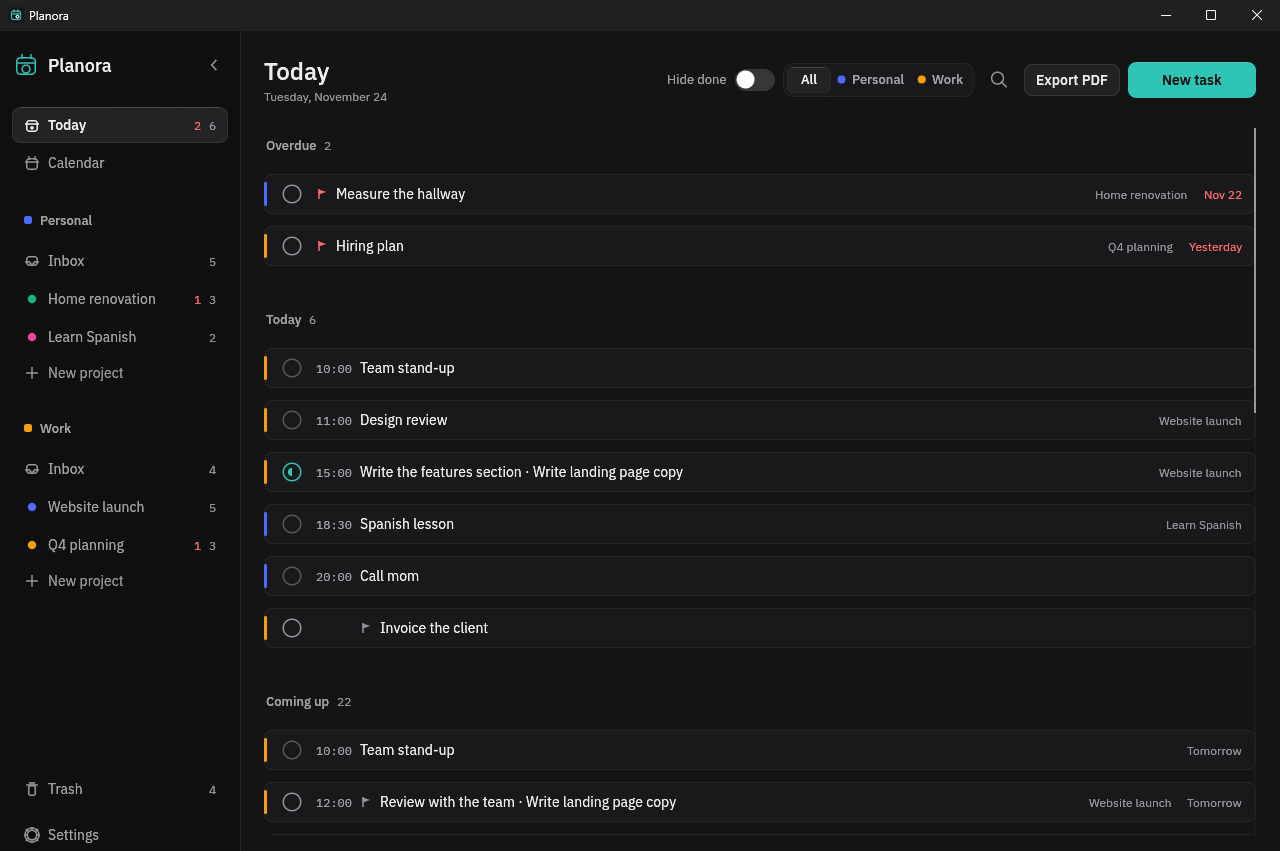 Planora
Planora
Today 2 6
Calendar
Personal
Inbox 5
Home renovation 1 3
Learn Spanish 2
New project
Work
Inbox 4
Website launch 5
Q4 planning 1 3
New project
Trash 4
Settings
Today
Tuesday, November 24
Hide done All Personal Work Export PDF New task
Overdue 2
Measure the hallway Home renovation Nov 22
Hiring plan Q4 planning Yesterday
Today 6
10:00 Team stand-up
11:00 Design review Website launch
15:00 Write the features section · Write landing page copy Website launch
18:30 Spanish lesson Learn Spanish
20:00 Call mom
Invoice the client
Coming up 22
10:00 Team stand-up Tomorrow
12:00 Review with the team · Write landing page copy Website launch Tomorrow